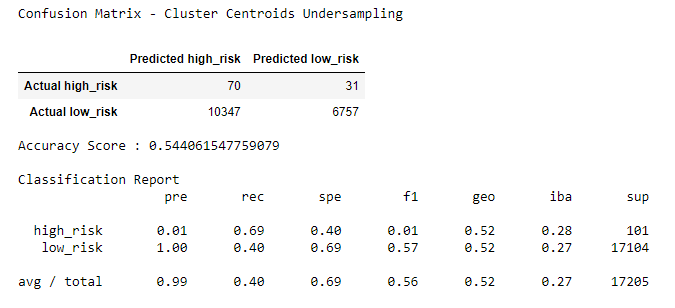 Confusion Matrix - Cluster Centroids Undersampling
Predicted high_risk Predicted low_risk
Actual high_risk 70 31
Actual low_risk 10347 6757
Accuracy Score : 0.544061547759079
Classification Report
pre rec spe f1 geo iba sup
high_risk 0.01 0.69 0.40 0.01 0.52 0.28 101
low_risk 1.00 0.40 0.69 0.57 0.52 0.27 17104
avg / total 0.99 0.40 0.69 0.56 0.52 0.27 17205